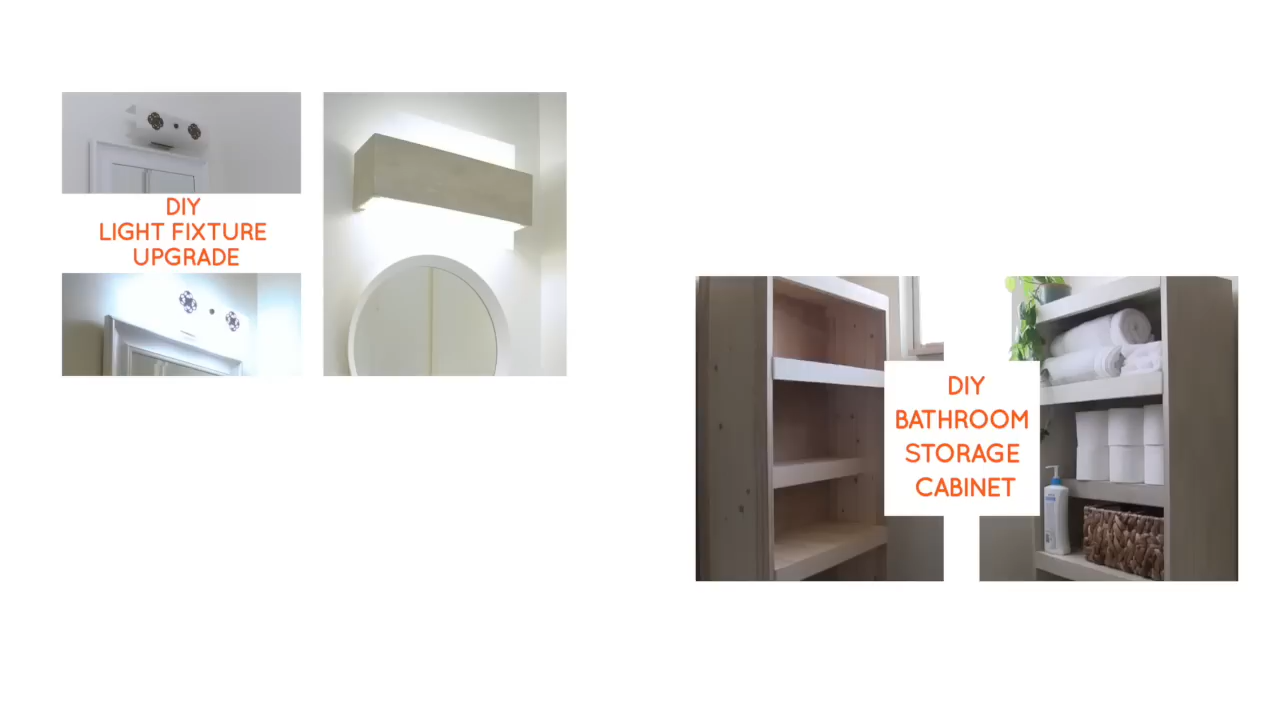 DIY
LIGHT FIXTURE
UPGRADE
DIY
BATHROOM
STORAGE
CABINET